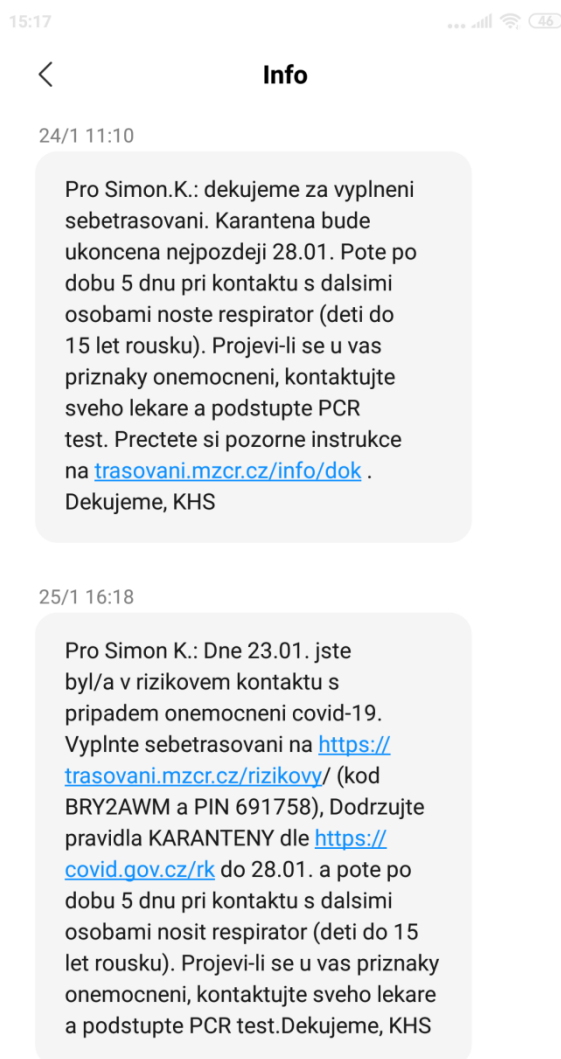 15:17
46
Info
24/1 11:10
Pro Simon.K.: dekujeme za vyplneni
sebetrasovani. Karantena bude
ukoncena nejpozdeji 28.01. Pote po
dobu 5 dnu pri kontaktu s dalsimi
osobami noste respirator (deti do
15 let rousku). Projevi-li se u vas
priznaky onemocneni, kontaktujte
sveho lekare a podstupte PCR
test. Prectete si pozorne instrukce
na trasovani.mzcr.cz/info/dok .
Dekujeme, KHS
25/1 16:18
Pro Simon K.: Dne 23.01. jste
byl/a v rizikovem kontaktu s
pripadem onemocneni covid-19.
Vyplnte sebetrasovani na https://
trasovani.mzcr.cz/rizikovy/ (kod
BRY2AWM a PIN 691758), Dodrzujte
pravidla KARANTENY dle https://
covid.gov.cz/rk do 28.01. a pote po
dobu 5 dnu pri kontaktu s dalsimi
osobami nosit respirator (deti do 15
let rousku). Projevi-li se u vas priznaky
onemocneni, kontaktujte sveho lekare
a podstupte PCR test.Dekujeme, KHS